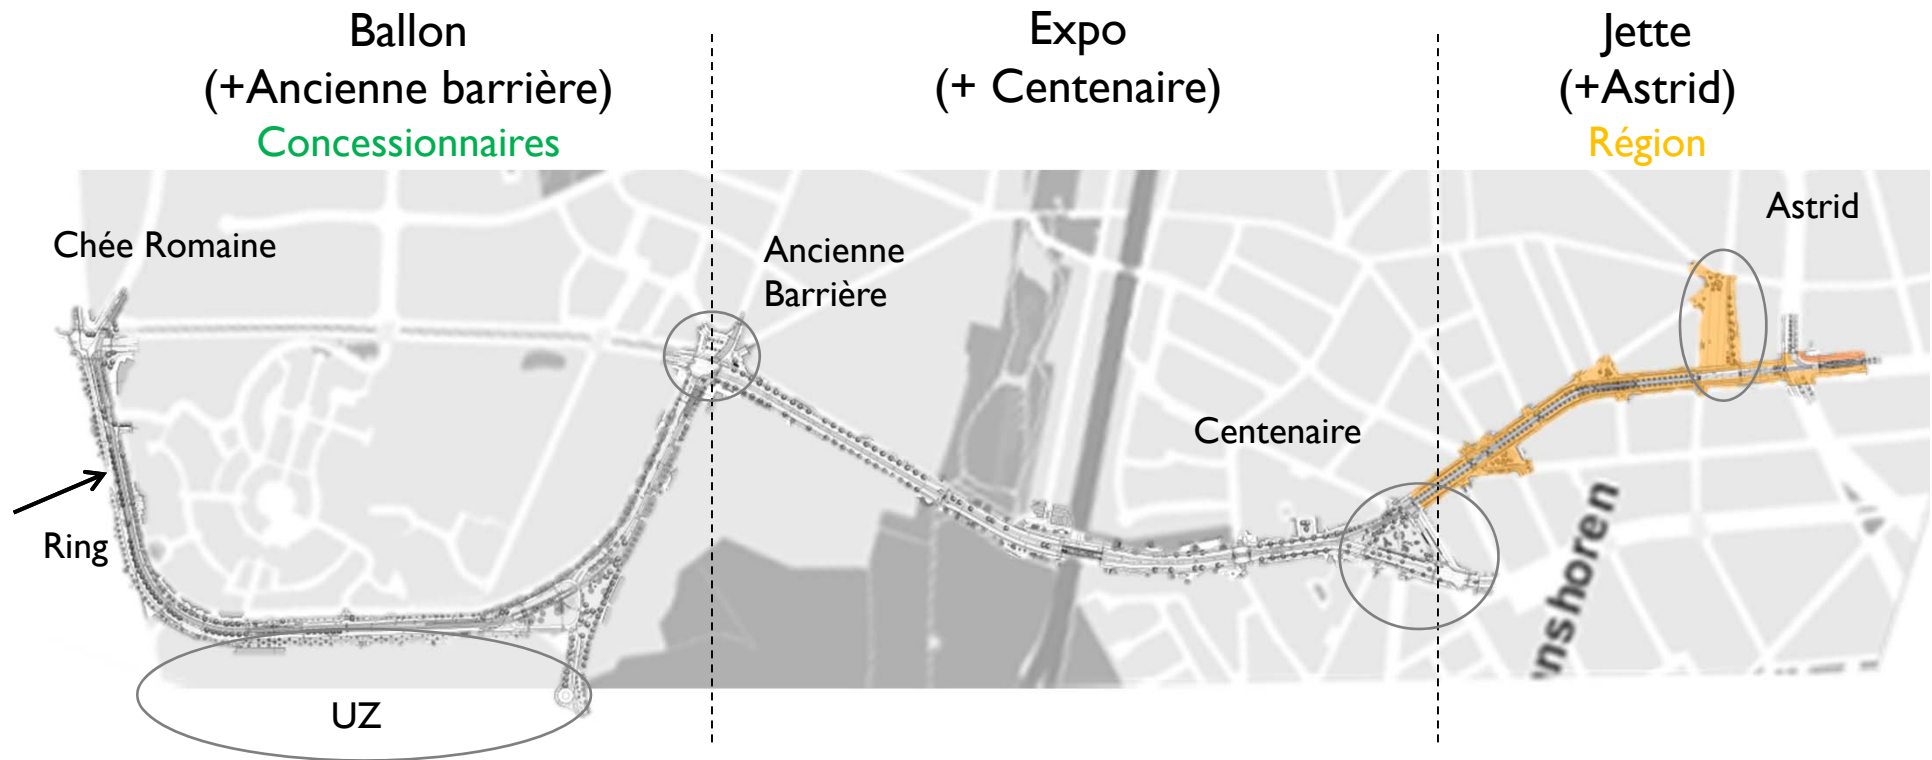 Ballon
(+Ancienne barrière)
Concessionnaires
Expo
(+ Centenaire)
Jette
(+Astrid)
Région
Astrid
Chée Romaine
Ancienne
Barrière
Centenaire
Ring
nshoren
UZ